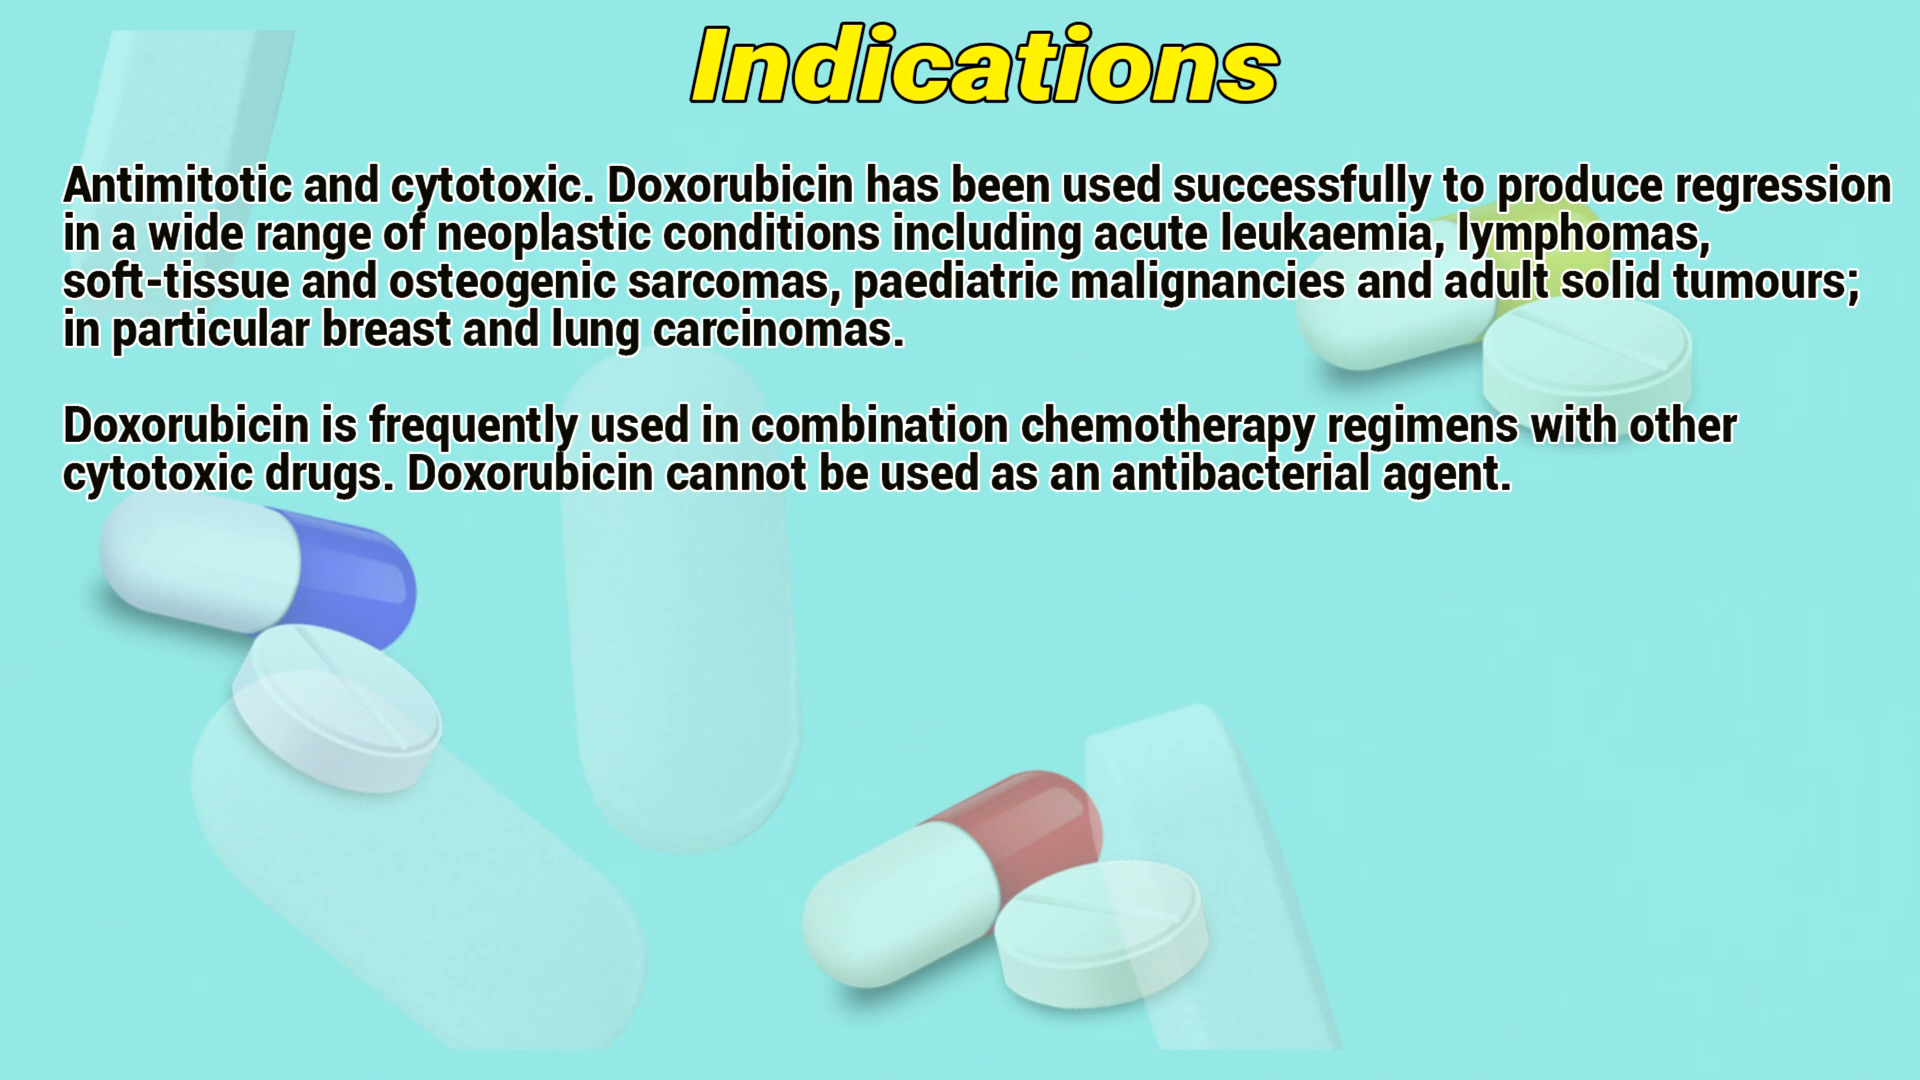 Indications
Antimitotic and cytotoxic. Doxorubicin has been used successfully to produce regression
in a wide range of neoplastic conditions including acute leukaemia, lymphomas,
soft-tissue and osteogenic sarcomas, paediatric malignancies and adult solid tumours;
in particular breast and lung carcinomas.
Doxorubicin is frequently used in combination chemotherapy regimens with other
cytotoxic drugs. Doxorubicin cannot be used as an antibacterial agent.